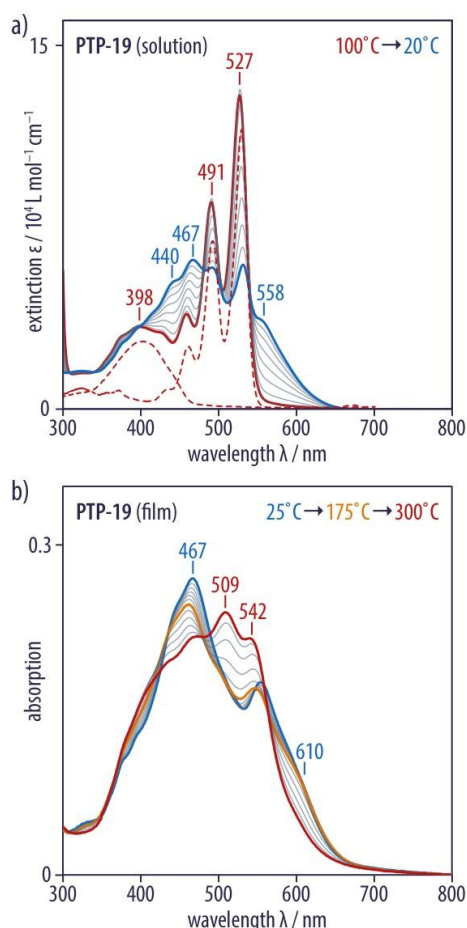 a)
15
PTP-19 (solution)
100°C→20°C
527
491
467
440
398
558
extinction ε / 10⁴ L mol⁻¹ cm⁻¹
0
300 400 500 600 700 800
wavelength λ / nm
b)
PTP-19 (film)
25°C→175°C→300°C
0.3
467
509
542
610
absorption
0
300 400 500 600 700 800
wavelength λ / nm